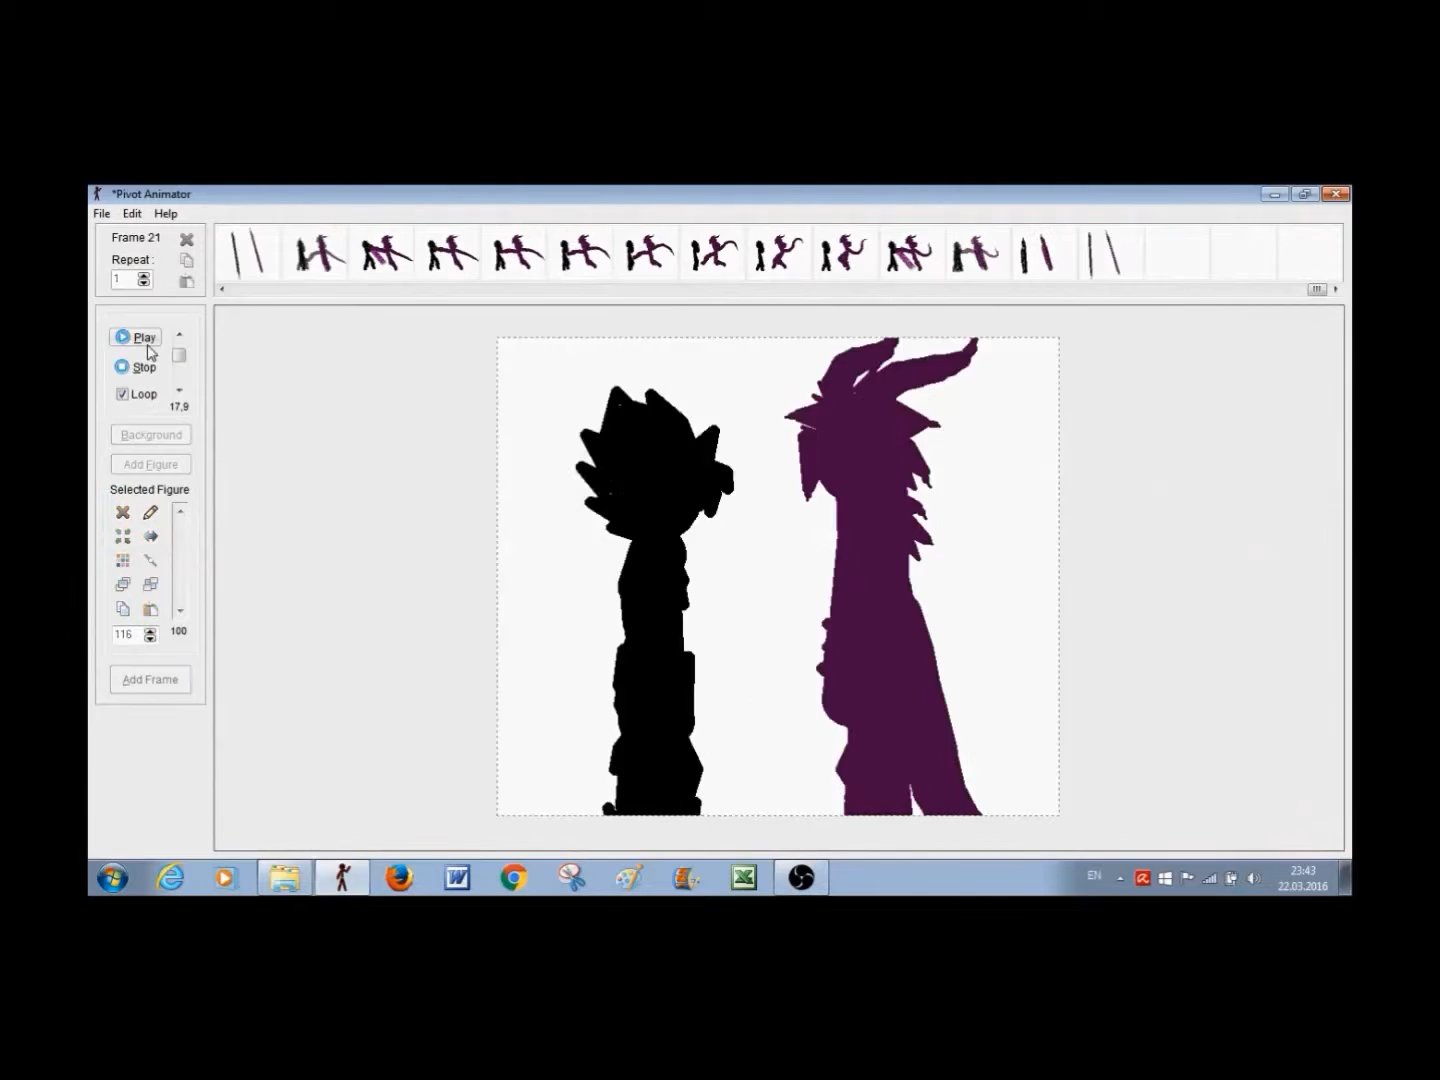 *Pivot Animator
File Edit Help
Frame 21
Repeat :
1
Play
Stop
Loop
17,9
Background
Add Figure
Selected Figure
116
100
Add Frame
EN
23:43
22.03.2016